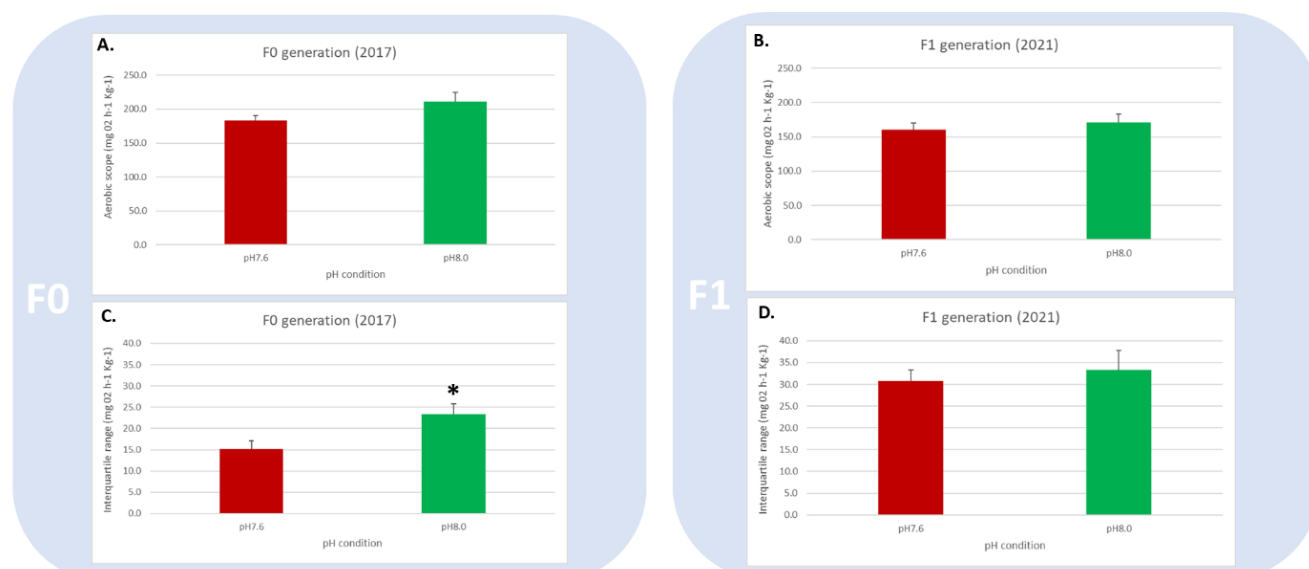 A.
F0 generation (2017)
Aerobic scope (mg 02 h-1 Kg-1)
250.0
200.0
150.0
100.0
50.0
0.0
pH7.6
pH8.0
pH condition
F0
C.
F0 generation (2017)
Interquartile range (mg 02 h-1 Kg-1)
40.0
35.0
30.0
25.0
20.0
15.0
10.0
5.0
0.0
*
pH7.6
pH8.0
pH condition
B.
F1 generation (2021)
Aerobic scope (mg 02 h-1 Kg-1)
250.0
200.0
150.0
100.0
50.0
0.0
pH7.6
pH8.0
pH condition
F1
D.
F1 generation (2021)
Interquartile range (mg 02 h-1 Kg-1)
40.0
35.0
30.0
25.0
20.0
15.0
10.0
5.0
0.0
pH7.6
pH8.0
pH condition